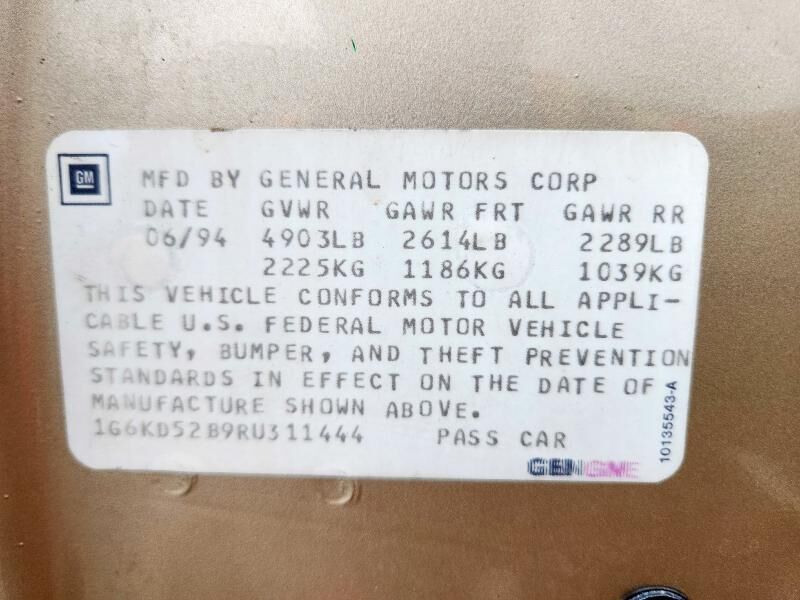 GM
MFD BY GENERAL MOTORS CORP
DATE GVWR GAWR FRT GAWR RR
06/94 4903LB 2614LB 2289LB
2225KG 1186KG 1039KG
THIS VEHICLE CONFORMS TO ALL APPLI-
CABLE U.S. FEDERAL MOTOR VEHICLE
SAFETY, BUMPER, AND THEFT PREVENTION
STANDARDS IN EFFECT ON THE DATE OF
MANUFACTURE SHOWN ABOVE.
1G6KD52B9RU311444 PASS CAR
10135543-A